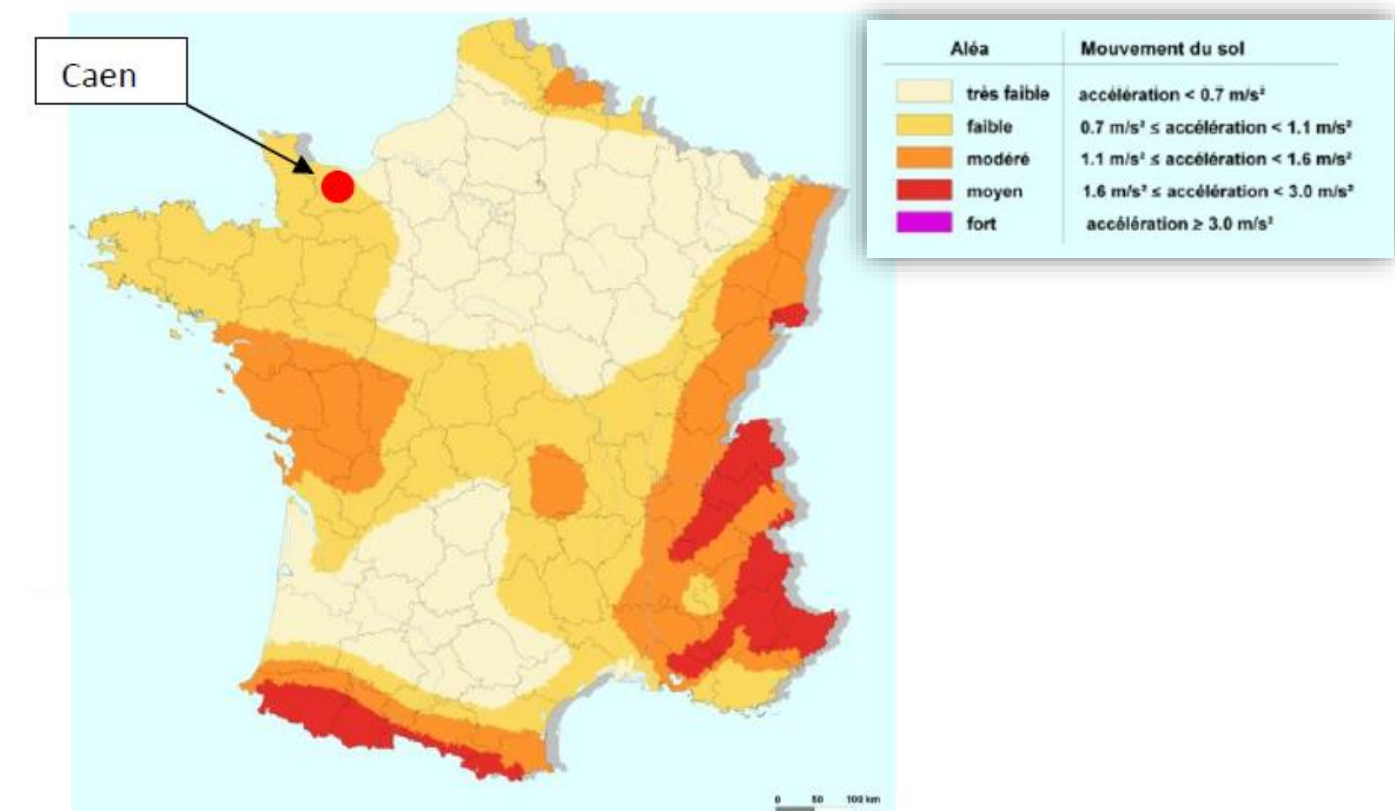 Caen
Aléa Mouvement du sol
très faible accélération < 0.7 m/s²
faible 0.7 m/s² ≤ accélération < 1.1 m/s²
modéré 1.1 m/s² ≤ accélération < 1.6 m/s²
moyen 1.6 m/s² ≤ accélération < 3.0 m/s²
fort accélération ≥ 3.0 m/s²
0 50 100 km